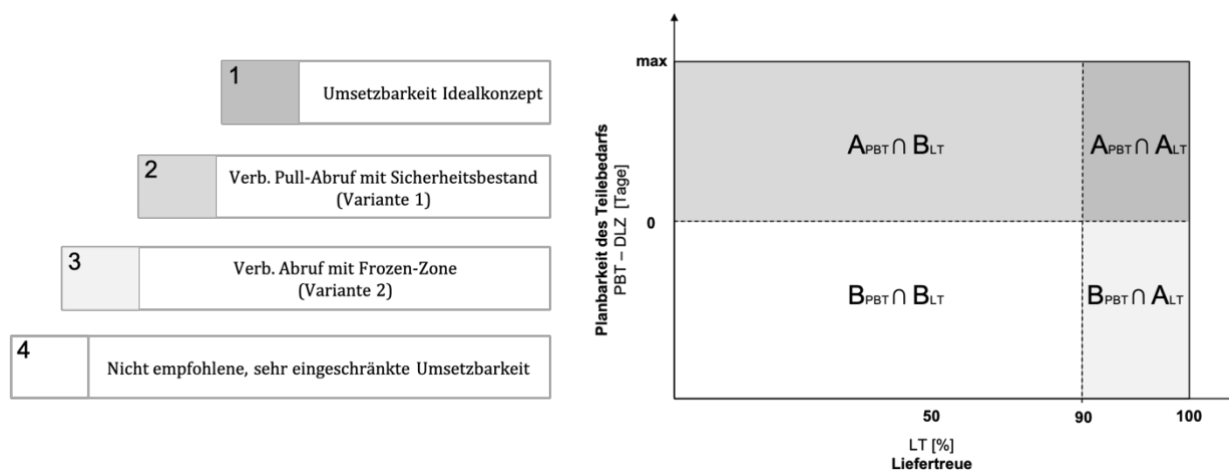 1
Umsetzbarkeit Idealkonzept
2
Verb. Pull-Abruf mit Sicherheitsbestand
(Variante 1)
3
Verb. Abruf mit Frozen-Zone
(Variante 2)
4
Nicht empfohlene, sehr eingeschränkte Umsetzbarkeit
Planbarkeit des Teilebedarfs
PBT – DLZ [Tage]
max
0
APBT ∩ BLT
APBT ∩ ALT
BPBT ∩ BLT
BPBT ∩ ALT
50
90
100
LT [%]
Liefertreue